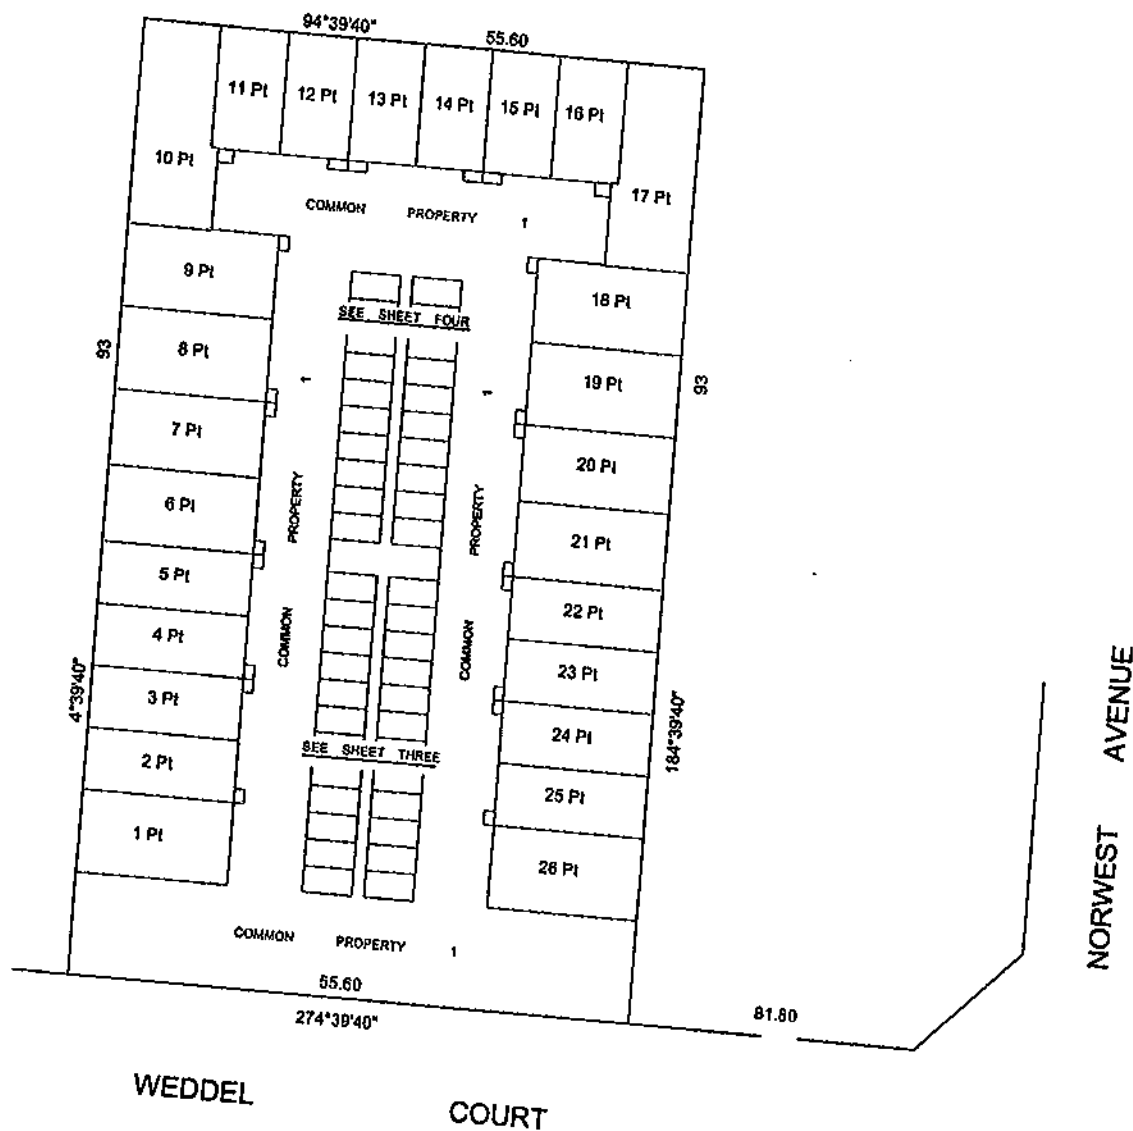 94°39'40" 55.60
11 Pt 12 Pt 13 Pt 14 Pt 15 Pt 16 Pt
10 Pt 17 Pt
COMMON PROPERTY 1
9 Pt 18 Pt
SEE SHEET FOUR
93 8 Pt 1 1 19 Pt 93
7 Pt 20 Pt
6 Pt PROPERTY PROPERTY 21 Pt
5 Pt 22 Pt
4 Pt COMMON COMMON 23 Pt
4°39'40" 3 Pt 24 Pt 184°39'40"
SEE SHEET THREE
2 Pt 25 Pt
1 Pt 26 Pt
COMMON PROPERTY 1
55.60
274°39'40" 81.80
NORWEST AVENUE
WEDDEL COURT